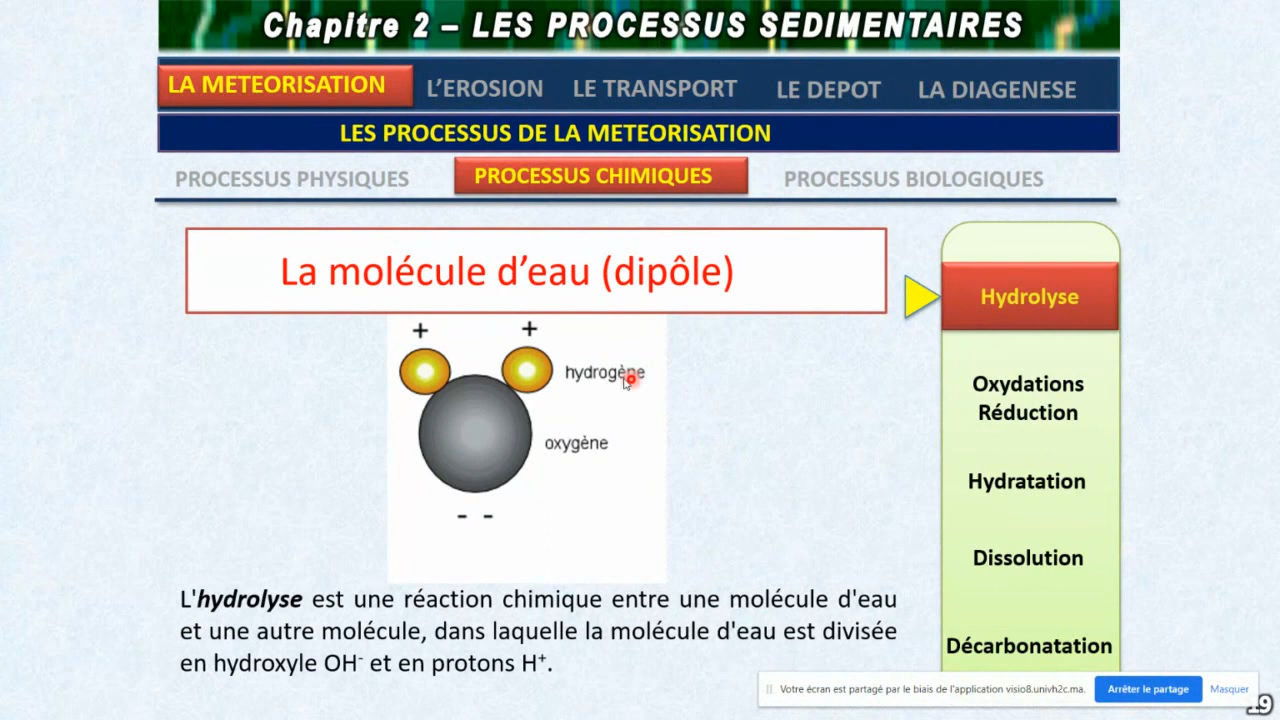 Chapitre 2 – LES PROCESSUS SEDIMENTAIRES
LA METEORISATION L'EROSION LE TRANSPORT LE DEPOT LA DIAGENESE
LES PROCESSUS DE LA METEORISATION
PROCESSUS PHYSIQUES PROCESSUS CHIMIQUES PROCESSUS BIOLOGIQUES
La molécule d'eau (dipôle)
+ +
hydrogène
oxygène
- -
L'hydrolyse est une réaction chimique entre une molécule d'eau
et une autre molécule, dans laquelle la molécule d'eau est divisée
en hydroxyle OH⁻ et en protons H⁺.
Hydrolyse
Oxydations
Réduction
Hydratation
Dissolution
Décarbonatation
Votre écran est partagé par le biais de l'application visio8.univh2c.ma. Arrêter le partage Masquer
19